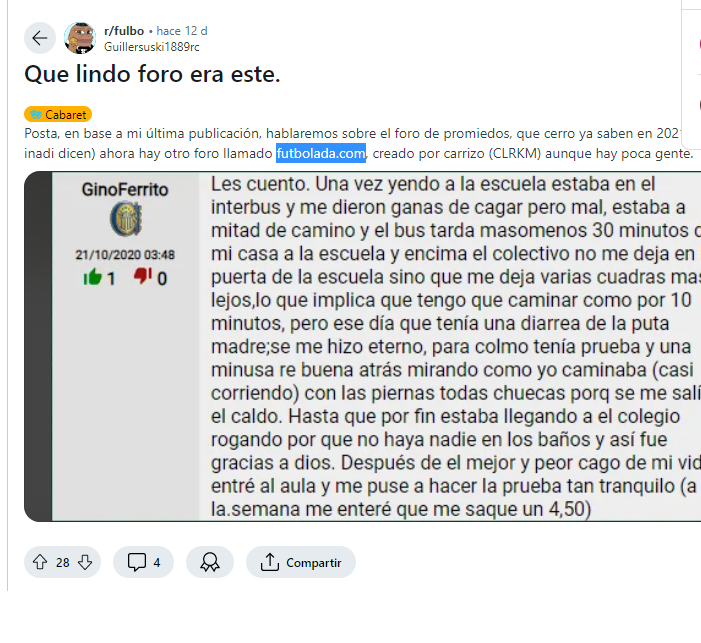 r/fulbo • hace 12 d
Guillersuski1889rc
Que lindo foro era este.
Cabaret
Posta, en base a mi última publicación, hablaremos sobre el foro de promiedos, que cerro ya saben en 202
inadi dicen) ahora hay otro foro llamado futbolada.com, creado por carrizo (CLRKM) aunque hay poca gente.
GinoFerrito
21/10/2020 03:48
1 0
Les cuento. Una vez yendo a la escuela estaba en el
interbus y me dieron ganas de cagar pero mal, estaba a
mitad de camino y el bus tarda masomenos 30 minutos d
mi casa a la escuela y encima el colectivo no me deja en
puerta de la escuela sino que me deja varias cuadras mas
lejos,lo que implica que tengo que caminar como por 10
minutos, pero ese día que tenía una diarrea de la puta
madre;se me hizo eterno, para colmo tenía prueba y una
minusa re buena atrás mirando como yo caminaba (casi
corriendo) con las piernas todas chuecas porq se me salí
el caldo. Hasta que por fin estaba llegando a el colegio
rogando por que no haya nadie en los baños y así fue
gracias a dios. Después de el mejor y peor cago de mi vid
entré al aula y me puse a hacer la prueba tan tranquilo (a
la.semana me enteré que me saque un 4,50)
28
4
Compartir